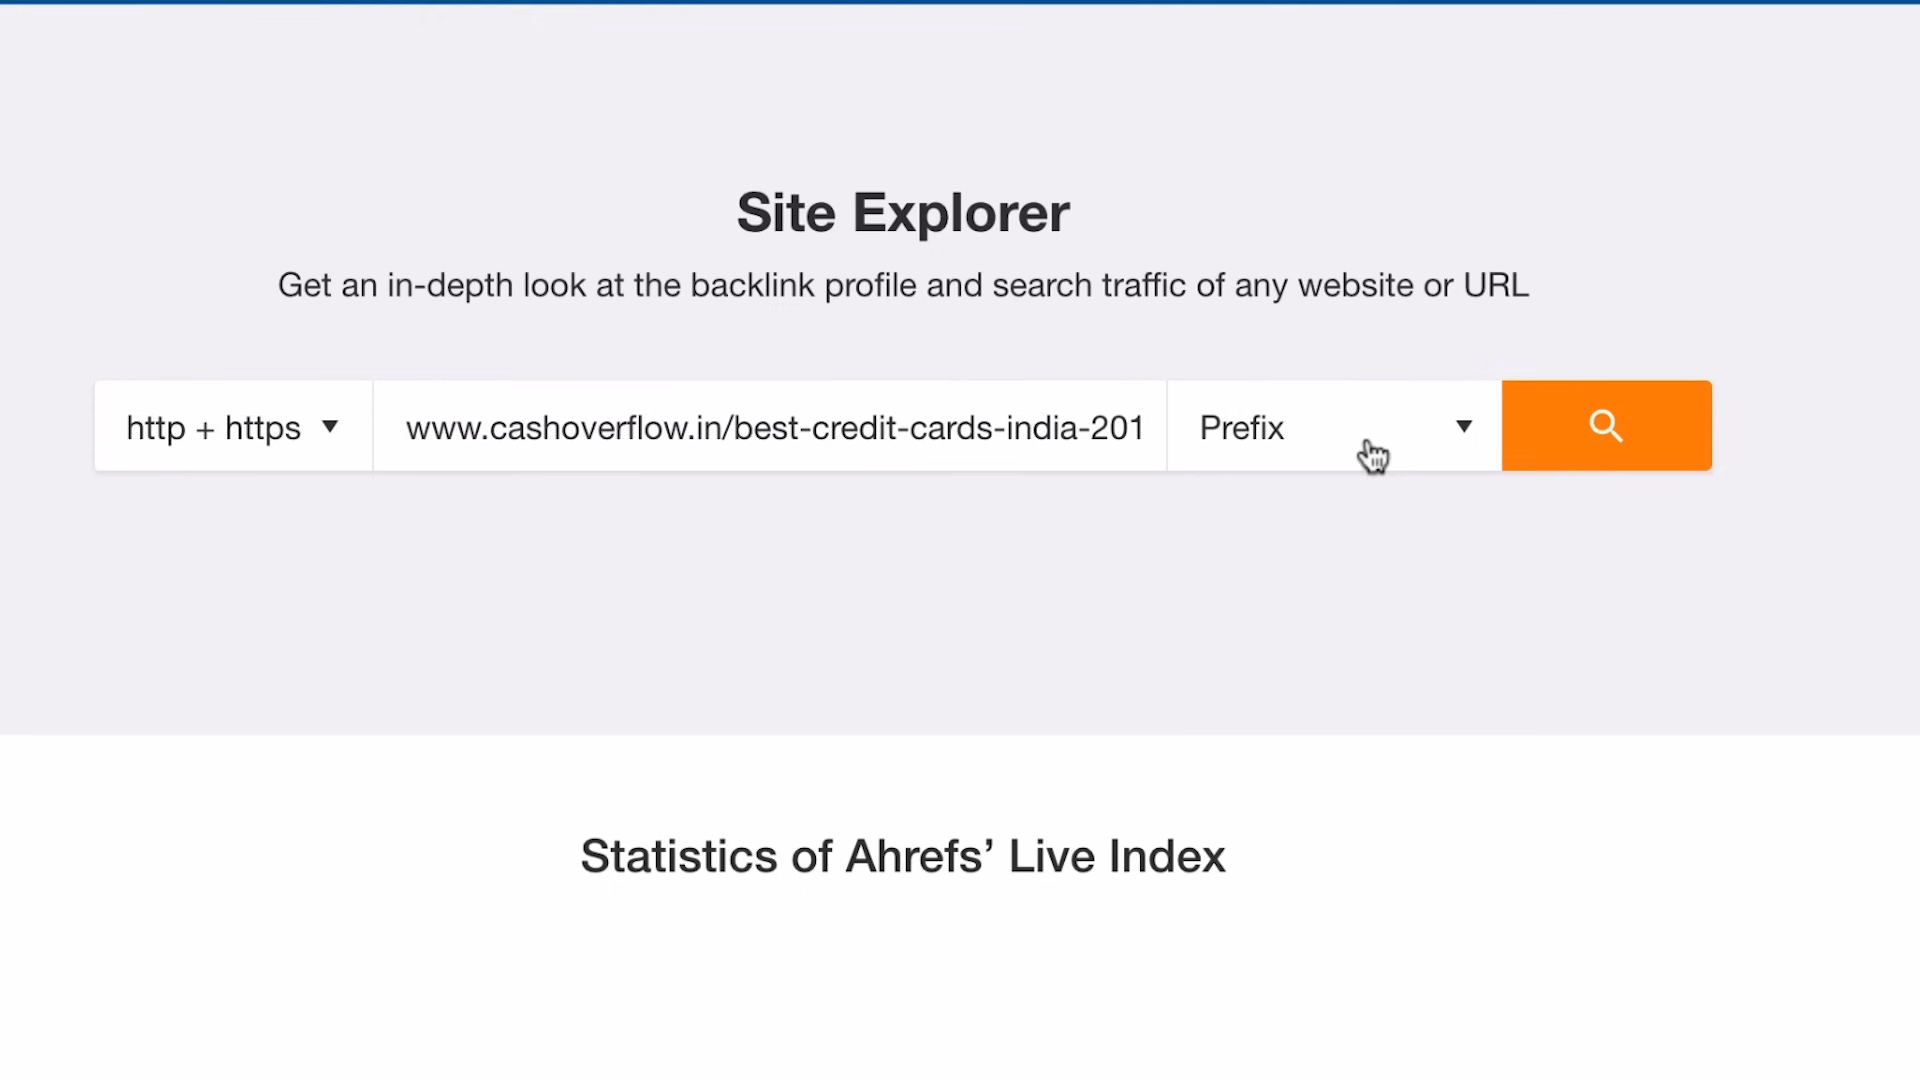 Site Explorer
Get an in-depth look at the backlink profile and search traffic of any website or URL
http + https www.cashoverflow.in/best-credit-cards-india-201 Prefix
Statistics of Ahrefs’ Live Index